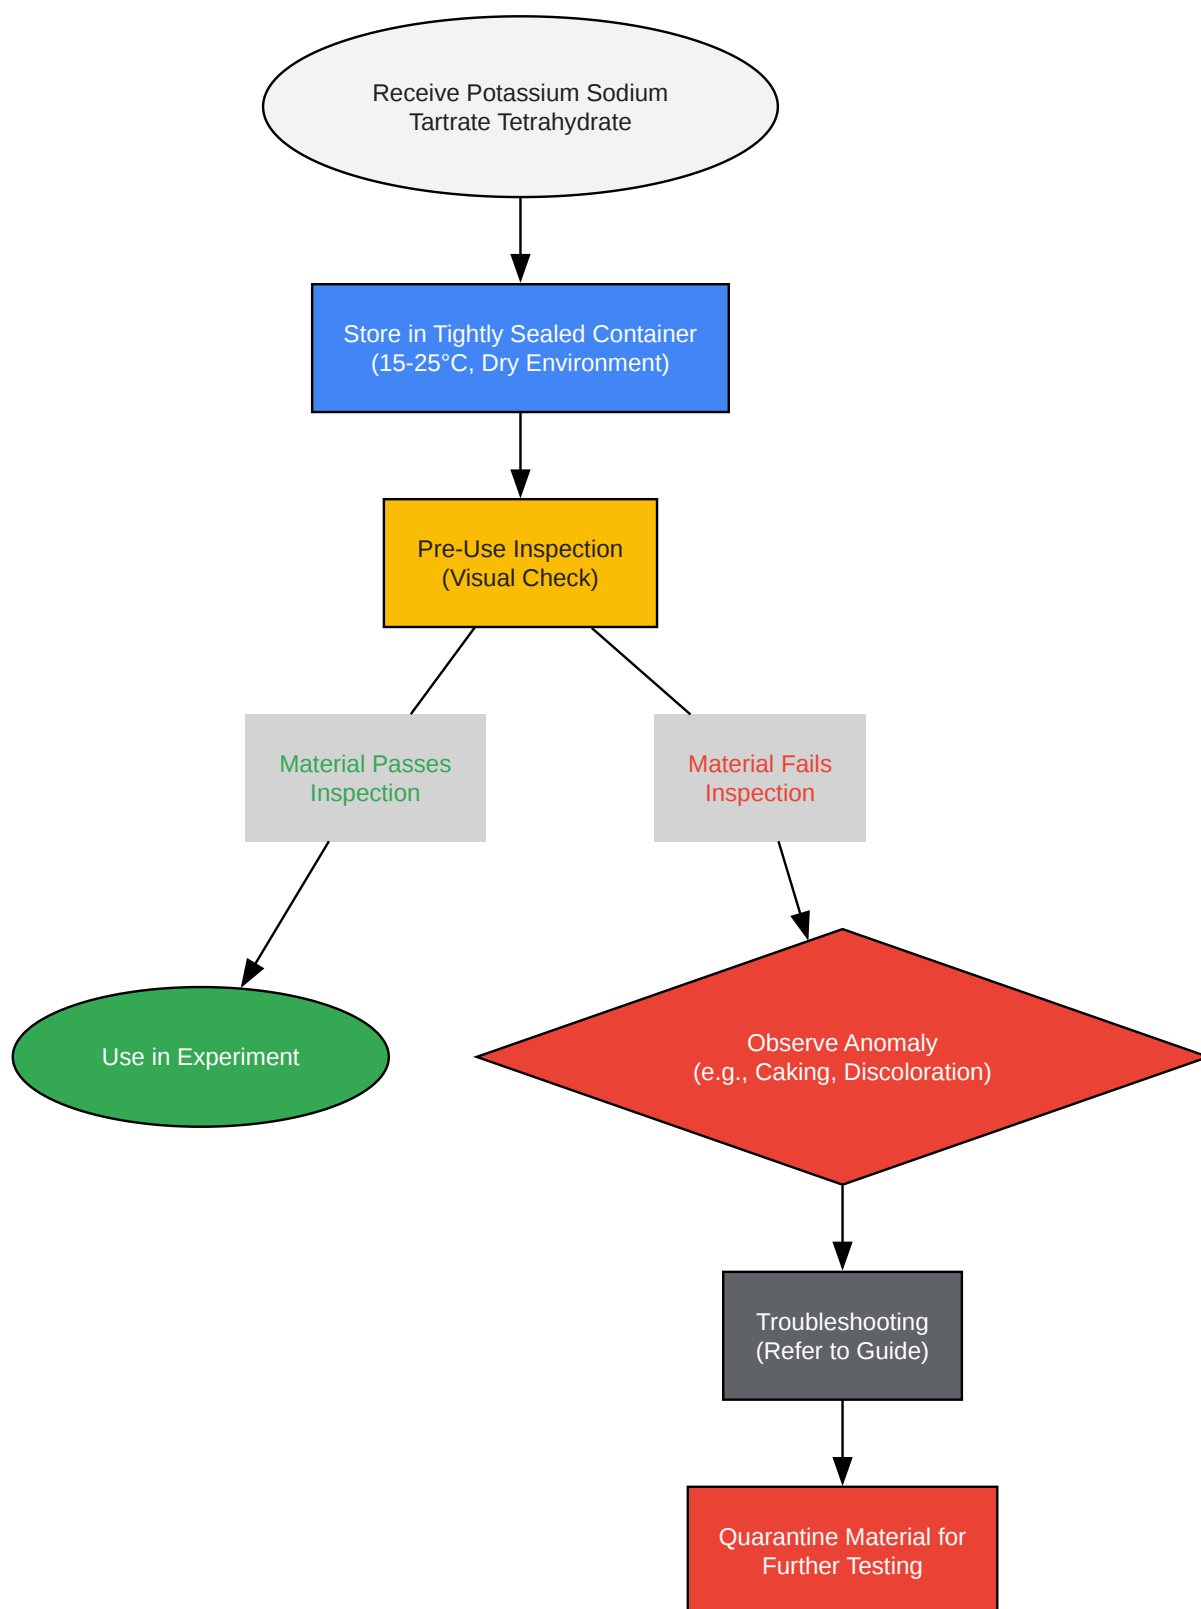 Receive Potassium Sodium
Tartrate Tetrahydrate
Store in Tightly Sealed Container
(15-25°C, Dry Environment)
Pre-Use Inspection
(Visual Check)
Material Passes
Inspection
Material Fails
Inspection
Use in Experiment
Observe Anomaly
(e.g., Caking, Discoloration)
Troubleshooting
(Refer to Guide)
Quarantine Material for
Further Testing